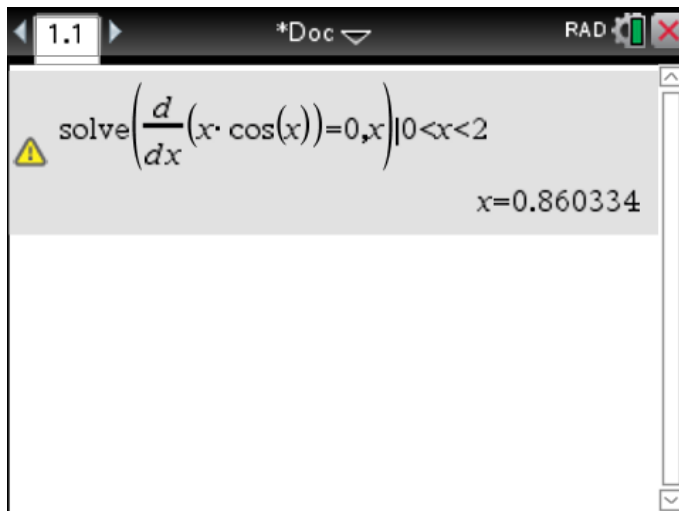 1.1 *Doc RAD
solve(d/dx(x·cos(x))=0,x)|0<x<2
x=0.860334